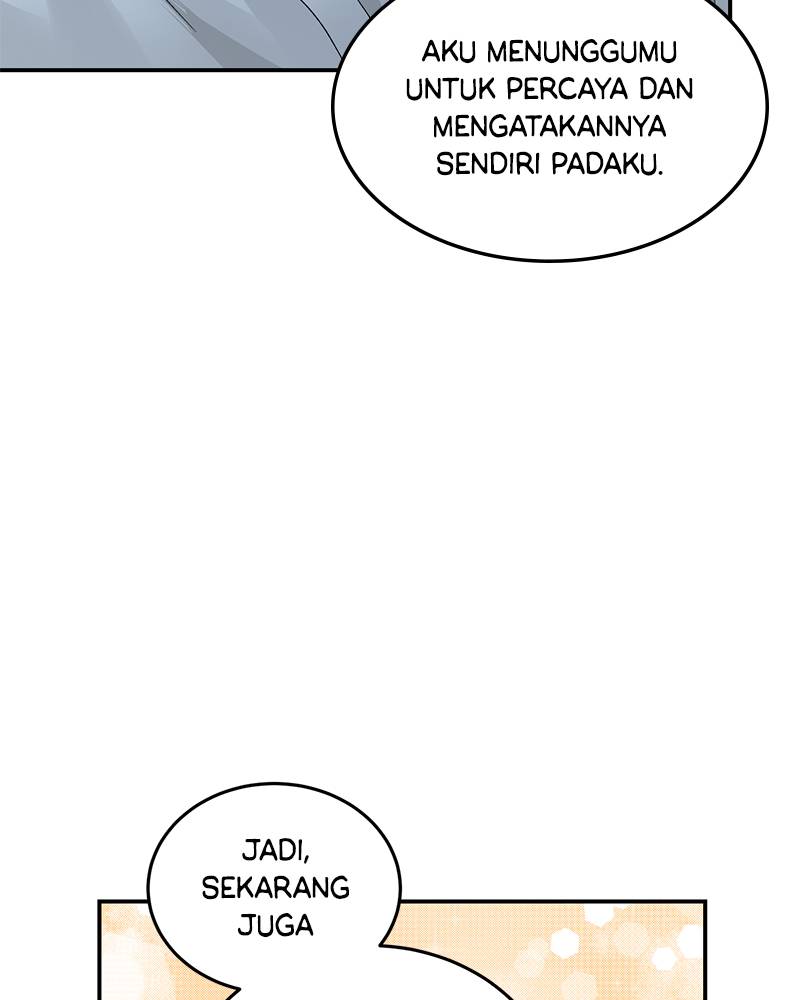 AKU MENUNGGUMU
UNTUK PERCAYA DAN
MENGATAKANNYA
SENDIRI PADAKU.
JADI,
SEKARANG
JUGA